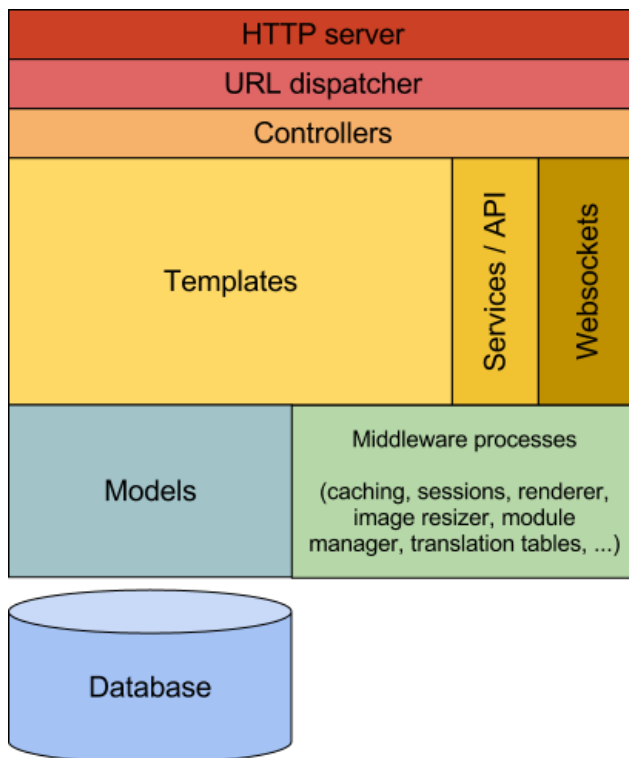 HTTP server
URL dispatcher
Controllers
Templates
Services / API
Websockets
Models
Middleware processes
(caching, sessions, renderer,
image resizer, module
manager, translation tables, ...)
Database